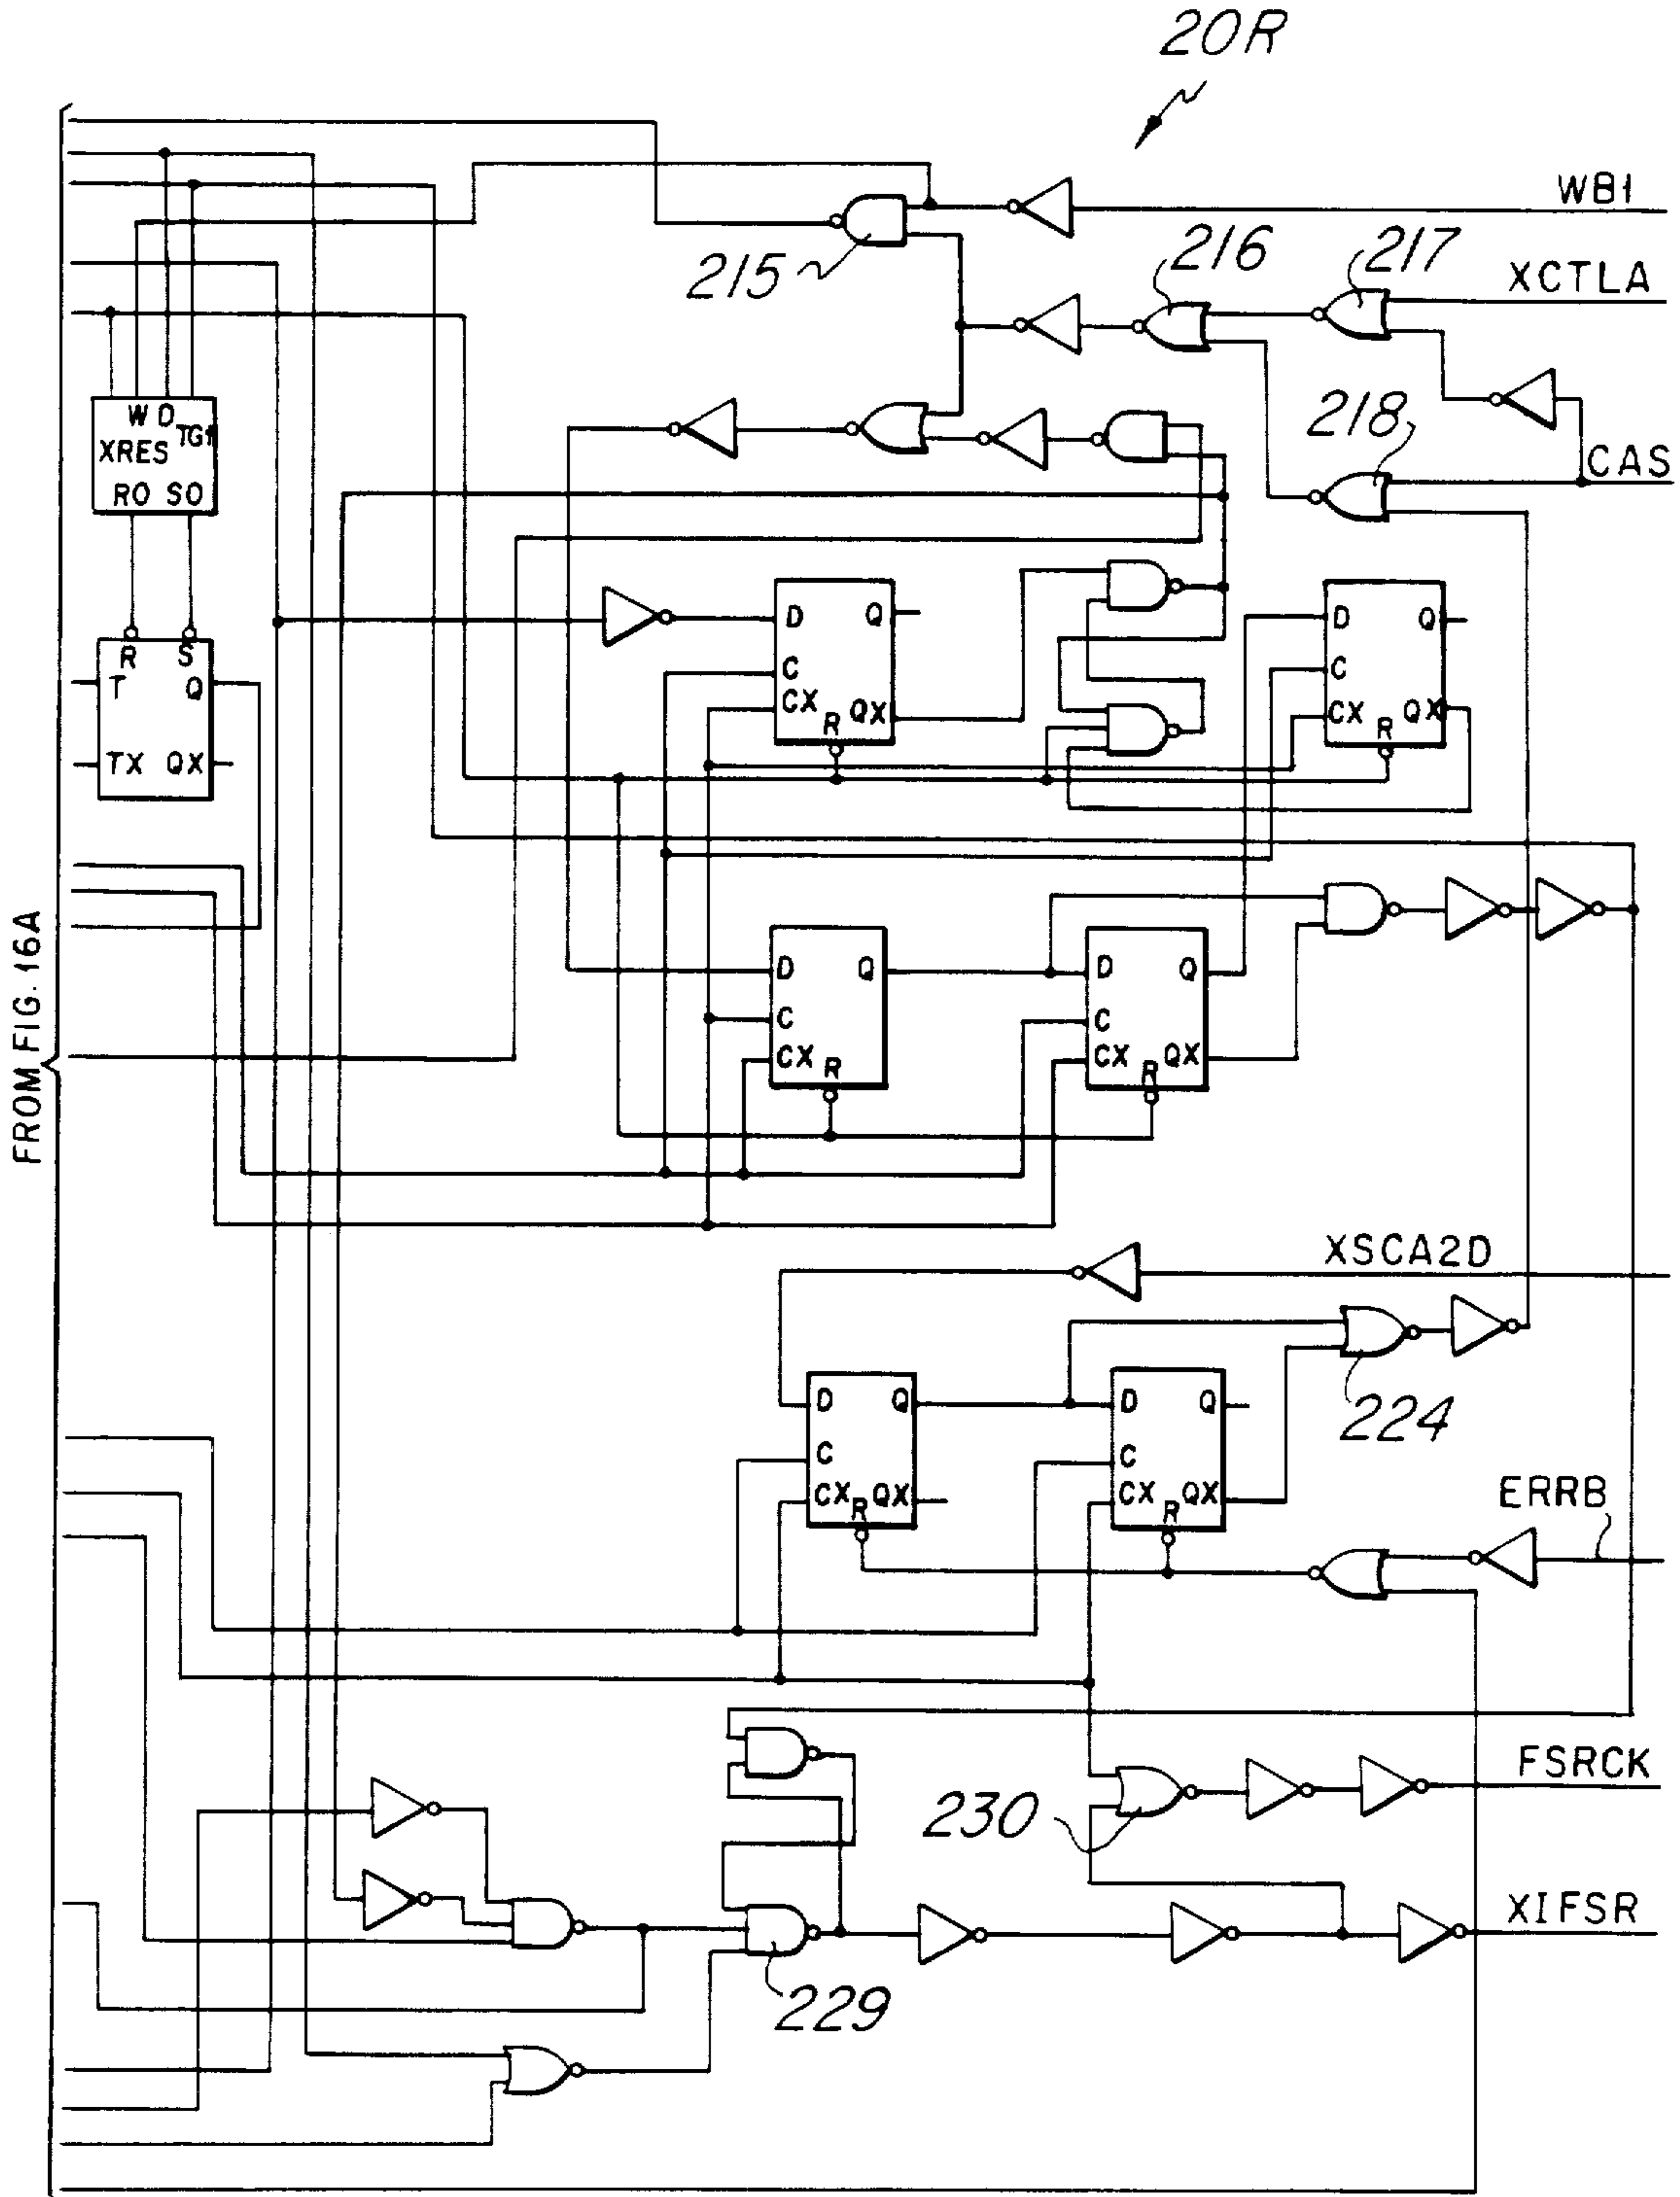 20R
WB1
215
216
217
XCTLA
W D
TG1
XRES
RO SO
218
CAS
D Q
C
CX QX
R
D Q
C
CX QX
R
R S
T Q
TX QX
FROM FIG. 16A
D Q
C
CX QX
R
D Q
C
CX QX
R
XSCA2D
224
D Q
C
CX QX
R
D Q
C
CX QX
R
ERRB
FSRCK
230
XIFSR
229